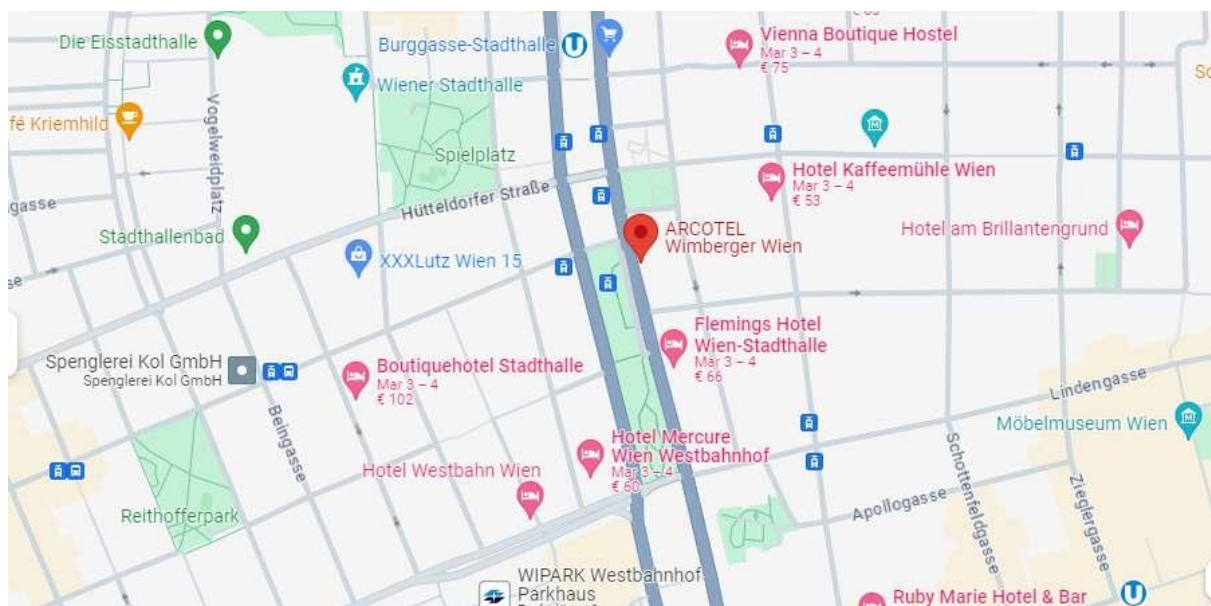 Die Eisstadthalle
Burggasse-Stadthalle
U
Vienna Boutique Hostel
Mar 3 – 4
€ 75
Wiener Stadthalle
Vogelweidplatz
fé Kriemhild
Spielplatz
M
Hotel Kaffeemühle Wien
Mar 3 – 4
€ 53
Hütteldorfer Straße
gasse
Stadthallenbad
ARCOTEL
Wimberger Wien
Hotel am Brillantengrund
XXXLutz Wien 15
Flemings Hotel
Wien-Stadthalle
Mar 3 – 4
€ 66
Spenglerei Kol GmbH
Spenglerei Kol GmbH
Boutiquehotel Stadthalle
Mar 3 – 4
€ 102
Lindengasse
Beingasse
Möbelmuseum Wien
M
Hotel Mercure
Wien Westbahnhof
Mar 3 – 4
€ 60
Hotel Westbahn Wien
Schottenfeldgasse
Zieglergasse
Apollogasse
Reithofferpark
WIPARK Westbahnhof
Parkhaus
Ruby Marie Hotel & Bar
U